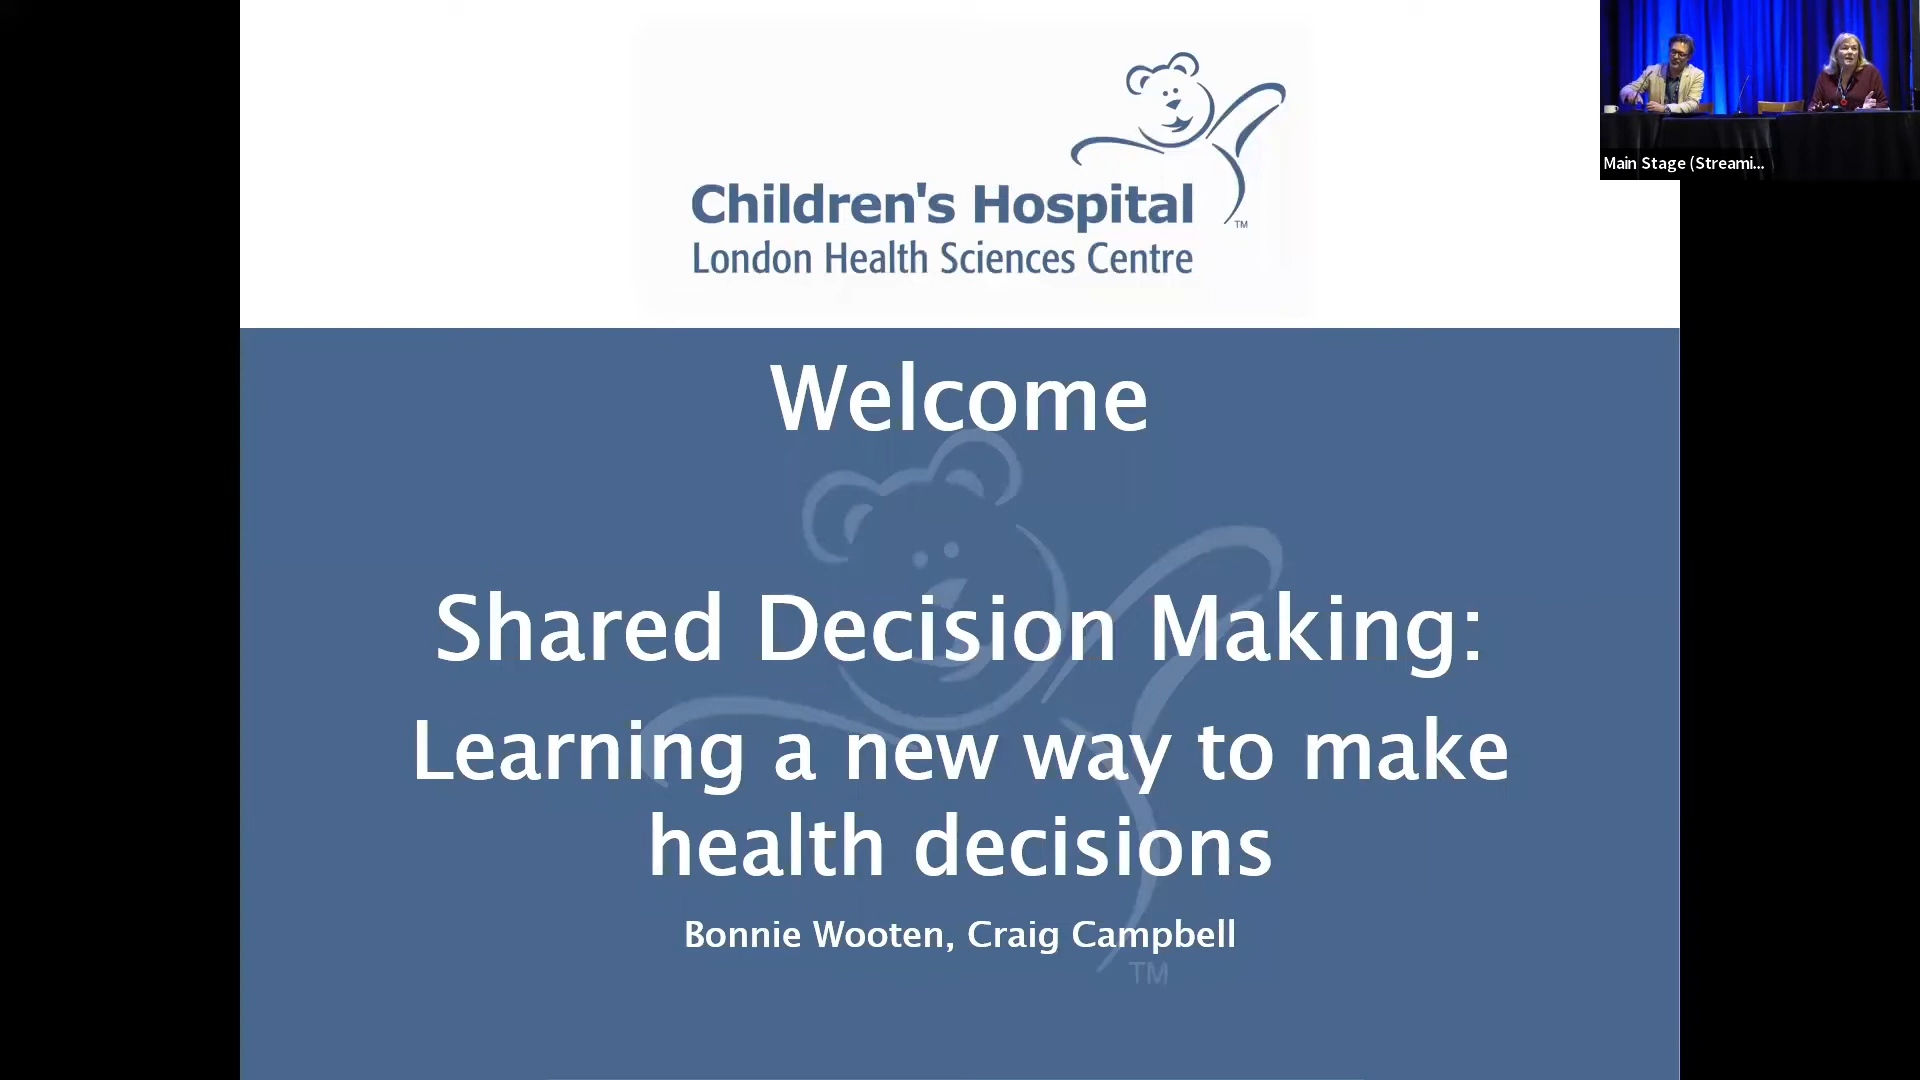 Main Stage (Streami...
Children's Hospital
TM
London Health Sciences Centre
Welcome
Shared Decision Making:
Learning a new way to make
health decisions
Bonnie Wooten, Craig Campbell
TM